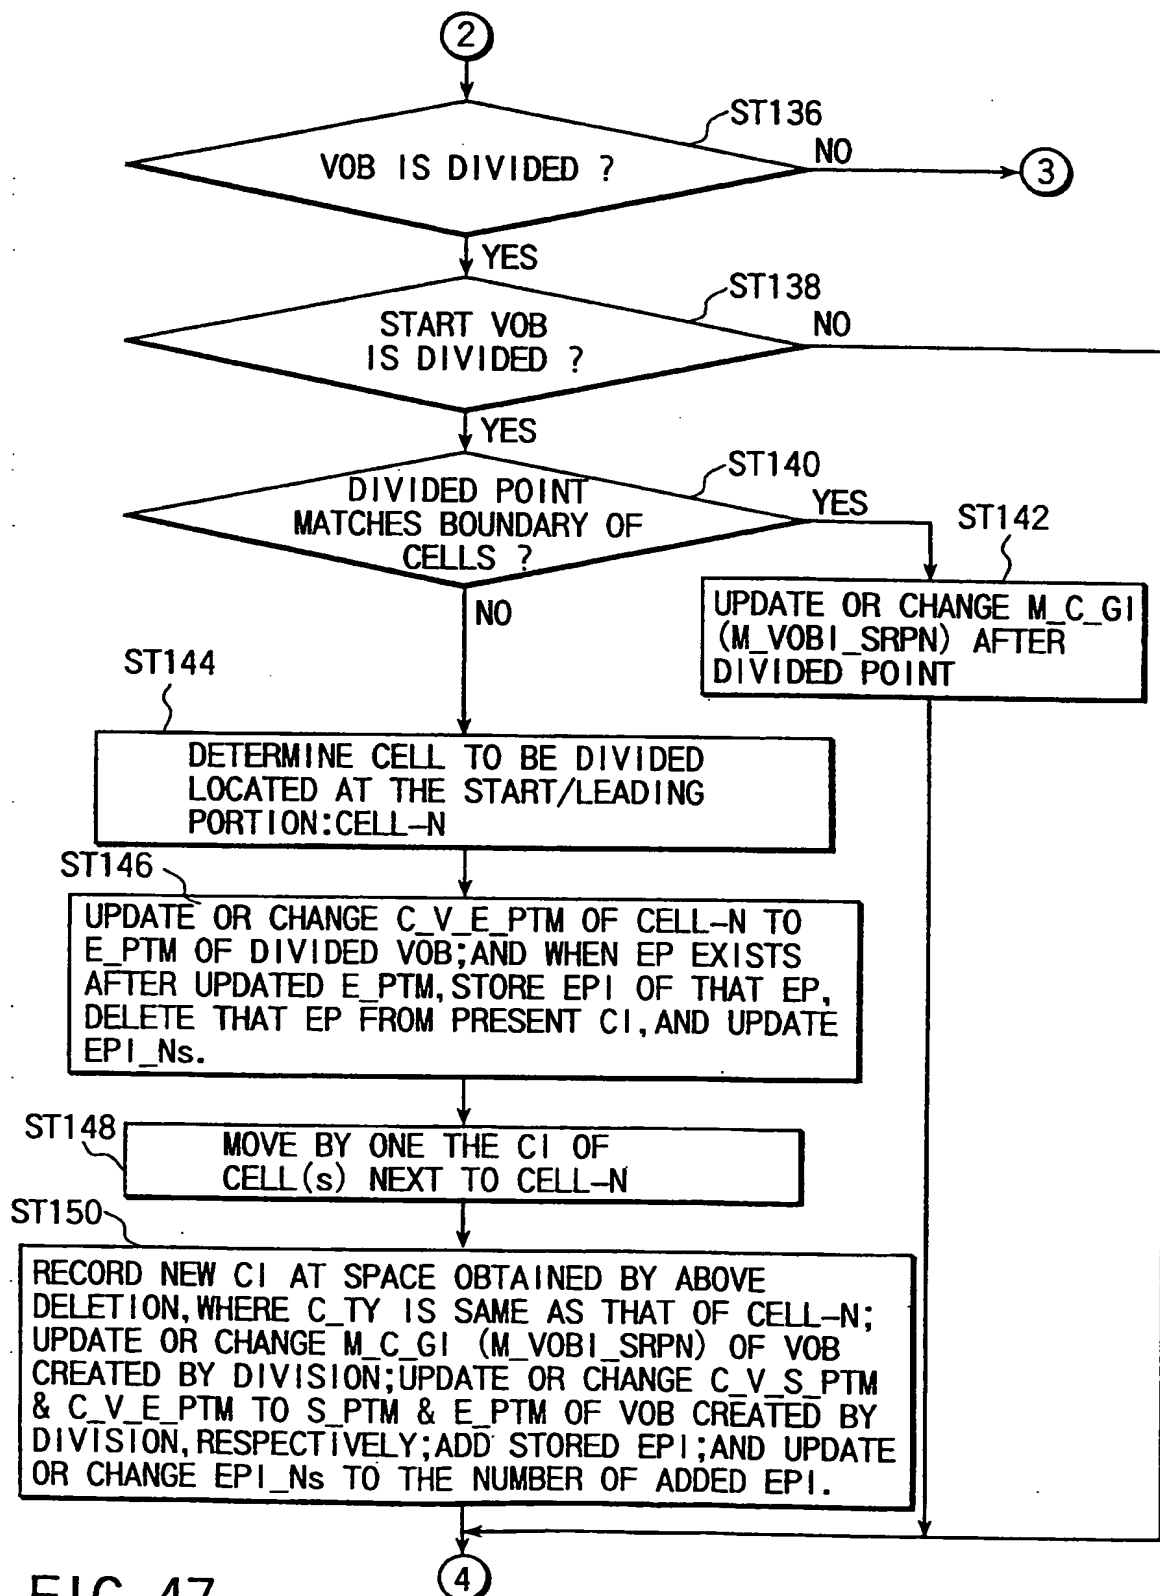 2
ST136
VOB IS DIVIDED ?
NO
3
YES
ST138
START VOB
IS DIVIDED ?
NO
YES
ST140
DIVIDED POINT
MATCHES BOUNDARY OF
CELLS ?
YES
ST142
NO
UPDATE OR CHANGE M_C_GI
(M_VOBI_SRPN) AFTER
DIVIDED POINT
ST144
DETERMINE CELL TO BE DIVIDED
LOCATED AT THE START/LEADING
PORTION:CELL-N
ST146
UPDATE OR CHANGE C_V_E_PTM OF CELL-N TO
E_PTM OF DIVIDED VOB;AND WHEN EP EXISTS
AFTER UPDATED E_PTM,STORE EPI OF THAT EP,
DELETE THAT EP FROM PRESENT CI,AND UPDATE
EPI_Ns.
ST148
MOVE BY ONE THE CI OF
CELL(s) NEXT TO CELL-N
ST150
RECORD NEW CI AT SPACE OBTAINED BY ABOVE
DELETION,WHERE C_TY IS SAME AS THAT OF CELL-N;
UPDATE OR CHANGE M_C_GI (M_VOBI_SRPN) OF VOB
CREATED BY DIVISION;UPDATE OR CHANGE C_V_S_PTM
& C_V_E_PTM TO S_PTM & E_PTM OF VOB CREATED BY
DIVISION,RESPECTIVELY;ADD STORED EPI;AND UPDATE
OR CHANGE EPI_Ns TO THE NUMBER OF ADDED EPI.
4
FIG. 47